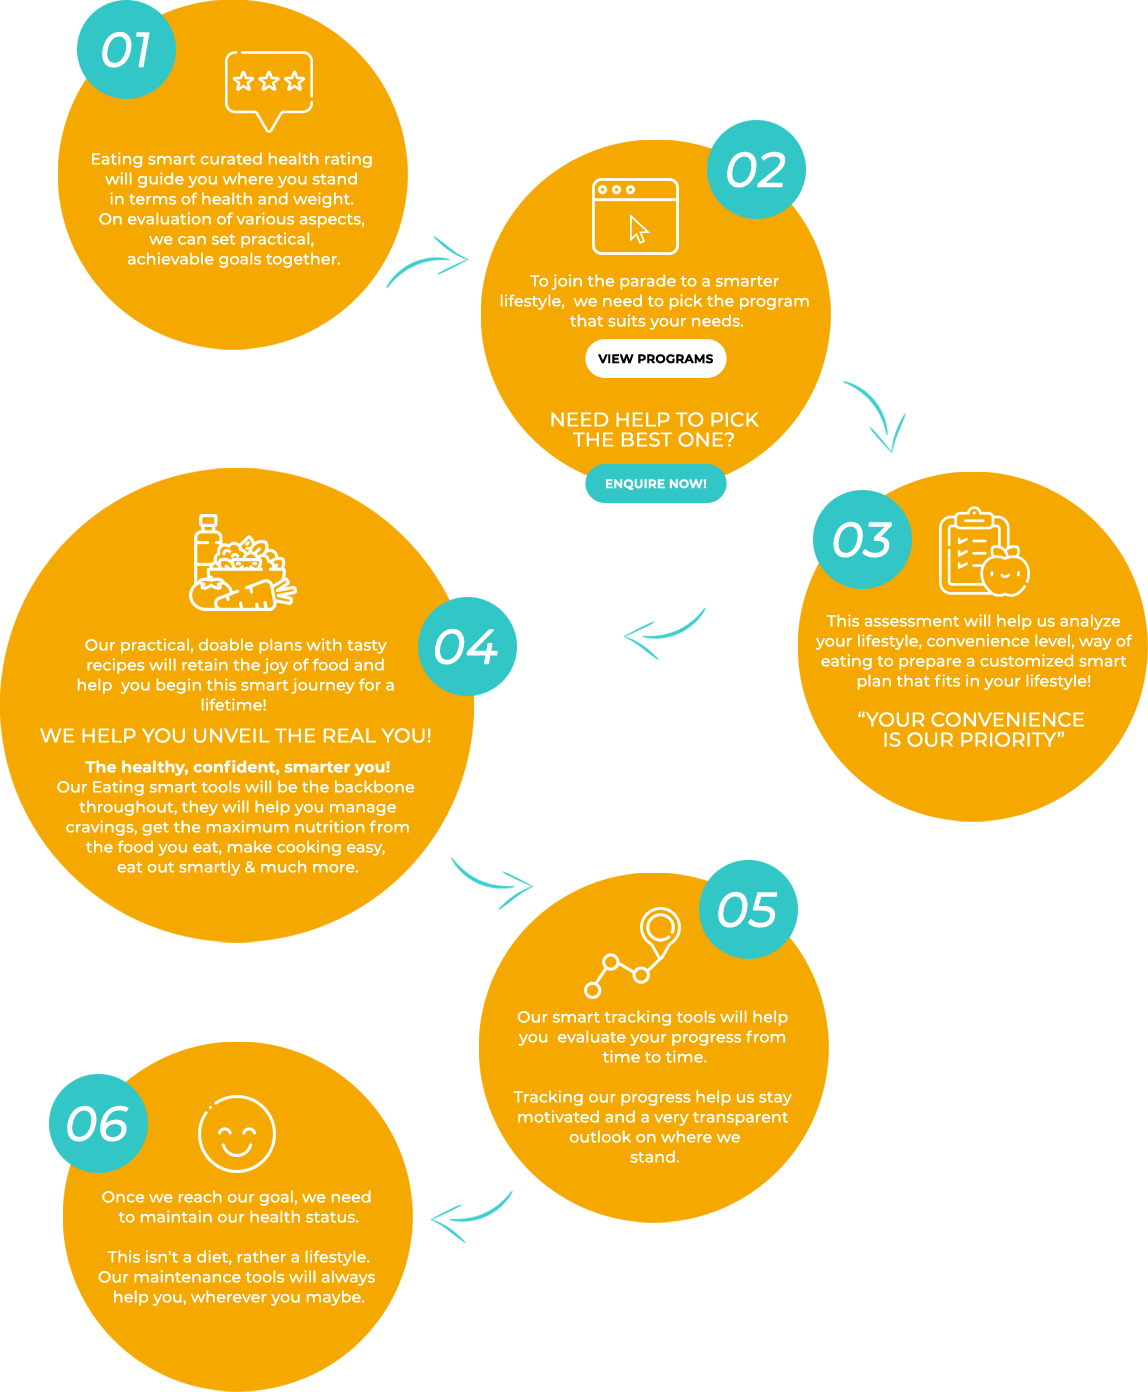 01
Eating smart curated health rating
will guide you where you stand
in terms of health and weight.
On evaluation of various aspects,
we can set practical,
achievable goals together.
02
To join the parade to a smarter
lifestyle, we need to pick the program
that suits your needs.
VIEW PROGRAMS
NEED HELP TO PICK
THE BEST ONE?
ENQUIRE NOW!
03
This assessment will help us analyze
your lifestyle, convenience level, way of
eating to prepare a customized smart
plan that fits in your lifestyle!
“YOUR CONVENIENCE
IS OUR PRIORITY”
04
Our practical, doable plans with tasty
recipes will retain the joy of food and
help you begin this smart journey for a
lifetime!
WE HELP YOU UNVEIL THE REAL YOU!
The healthy, confident, smarter you!
Our Eating smart tools will be the backbone
throughout, they will help you manage
cravings, get the maximum nutrition from
the food you eat, make cooking easy,
eat out smartly & much more.
05
Our smart tracking tools will help
you evaluate your progress from
time to time.
Tracking our progress help us stay
motivated and a very transparent
outlook on where we
stand.
06
Once we reach our goal, we need
to maintain our health status.
This isn’t a diet, rather a lifestyle.
Our maintenance tools will always
help you, wherever you maybe.